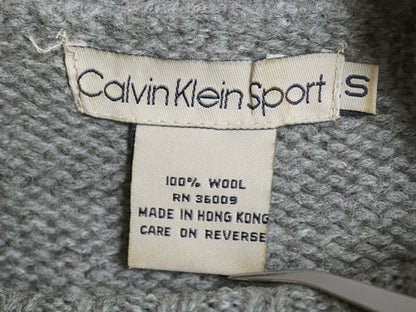 Calvin Klein Sport S
100% WOOL
RN 36009
MADE IN HONG KONG
CARE ON REVERSE